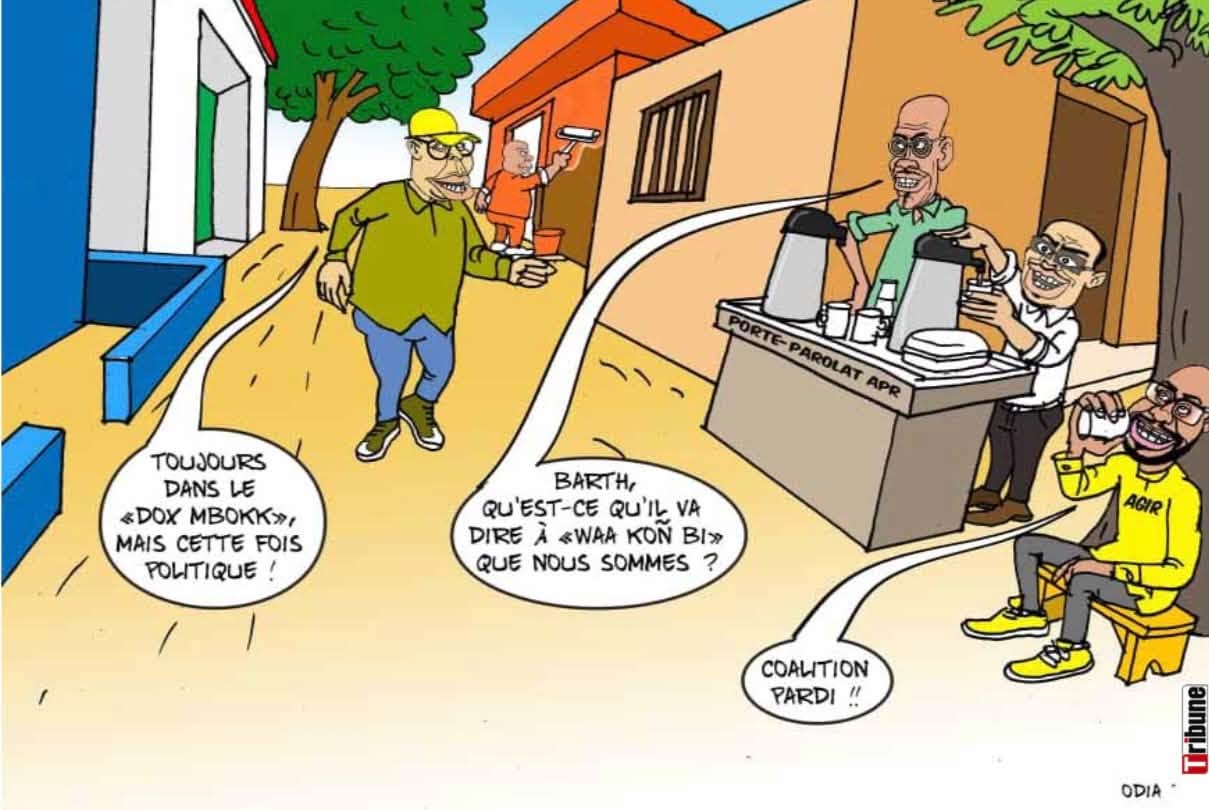 TOUJOURS
DANS LE
«DOX MBOKK»,
MAIS CETTE FOIS
POLITIQUE !
BARTH,
QU'EST-CE QU'IL VA
DIRE À «WAA KOÑ BI»
QUE NOUS SOMMES ?
PORTE-PAROLAT APR
AGIR
COALITION
PARDI !!
Tribune
ODIA